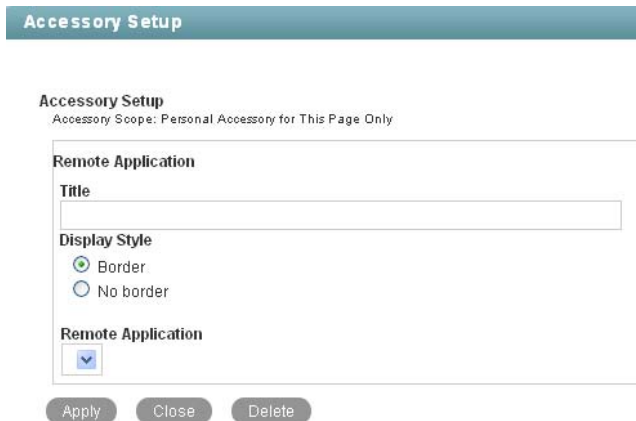 Accessory Setup
Accessory Setup
Accessory Scope: Personal Accessory for This Page Only
Remote Application
Title
Display Style
Border
No border
Remote Application
Apply Close Delete